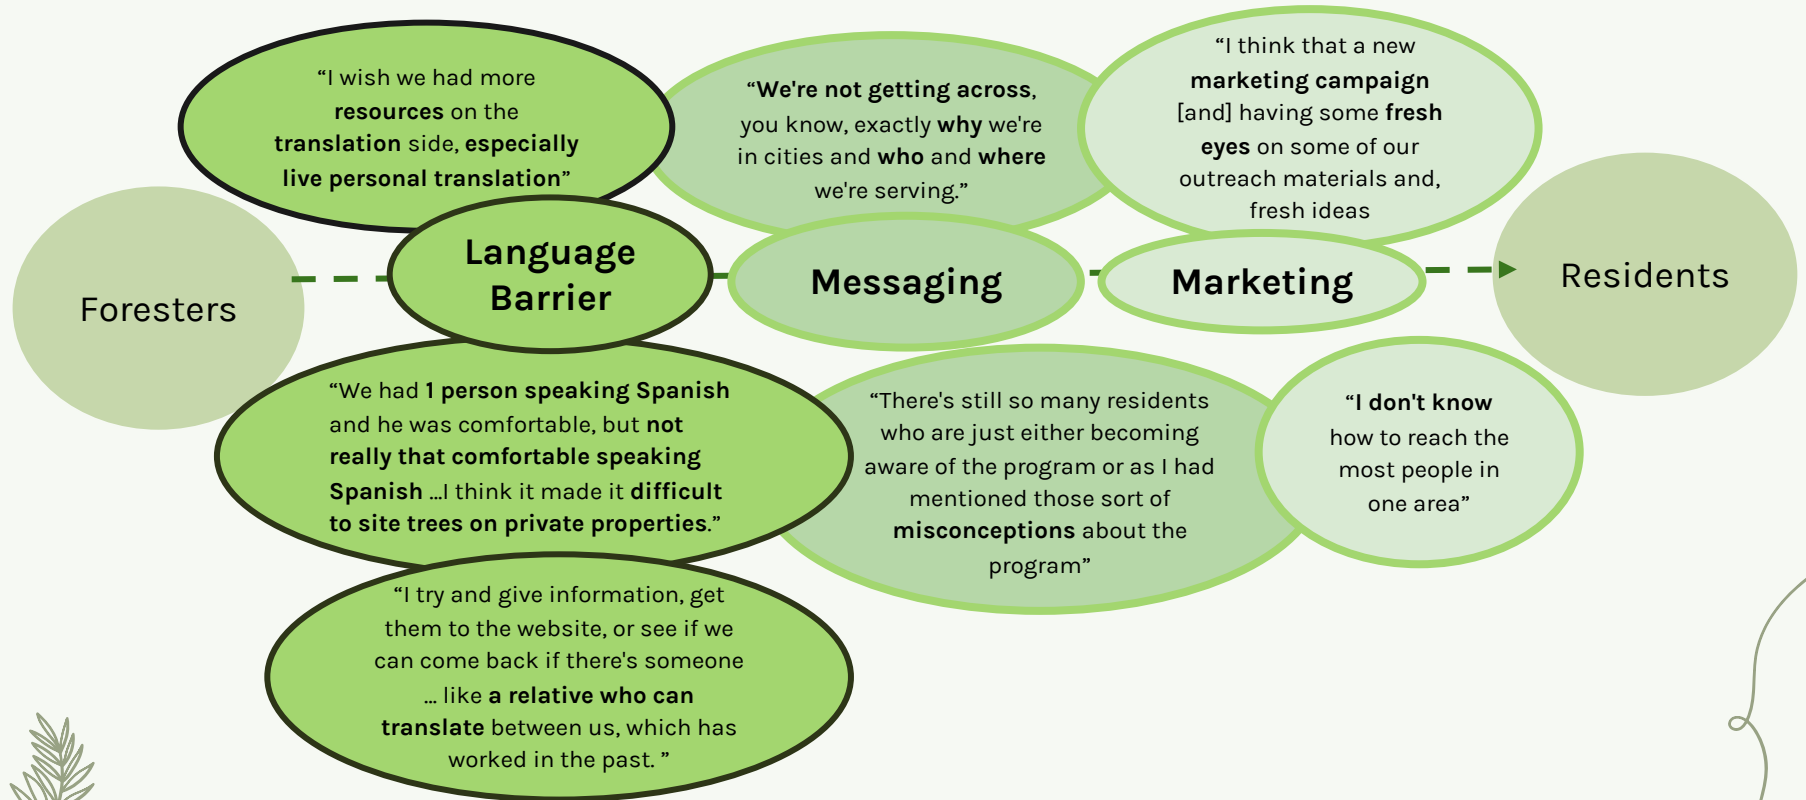 “I wish we had more
resources on the
translation side, especially
live personal translation”
“We're not getting across,
you know, exactly why we're
in cities and who and where
we're serving.”
“I think that a new
marketing campaign
[and] having some fresh
eyes on some of our
outreach materials and,
fresh ideas
Foresters
Language
Barrier
Messaging
Marketing
Residents
“We had 1 person speaking Spanish
and he was comfortable, but not
really that comfortable speaking
Spanish ...I think it made it difficult
to site trees on private properties.”
“There's still so many residents
who are just either becoming
aware of the program or as I had
mentioned those sort of
misconceptions about the
program”
“I don't know
how to reach the
most people in
one area”
“I try and give information, get
them to the website, or see if we
can come back if there's someone
... like a relative who can
translate between us, which has
worked in the past. ”